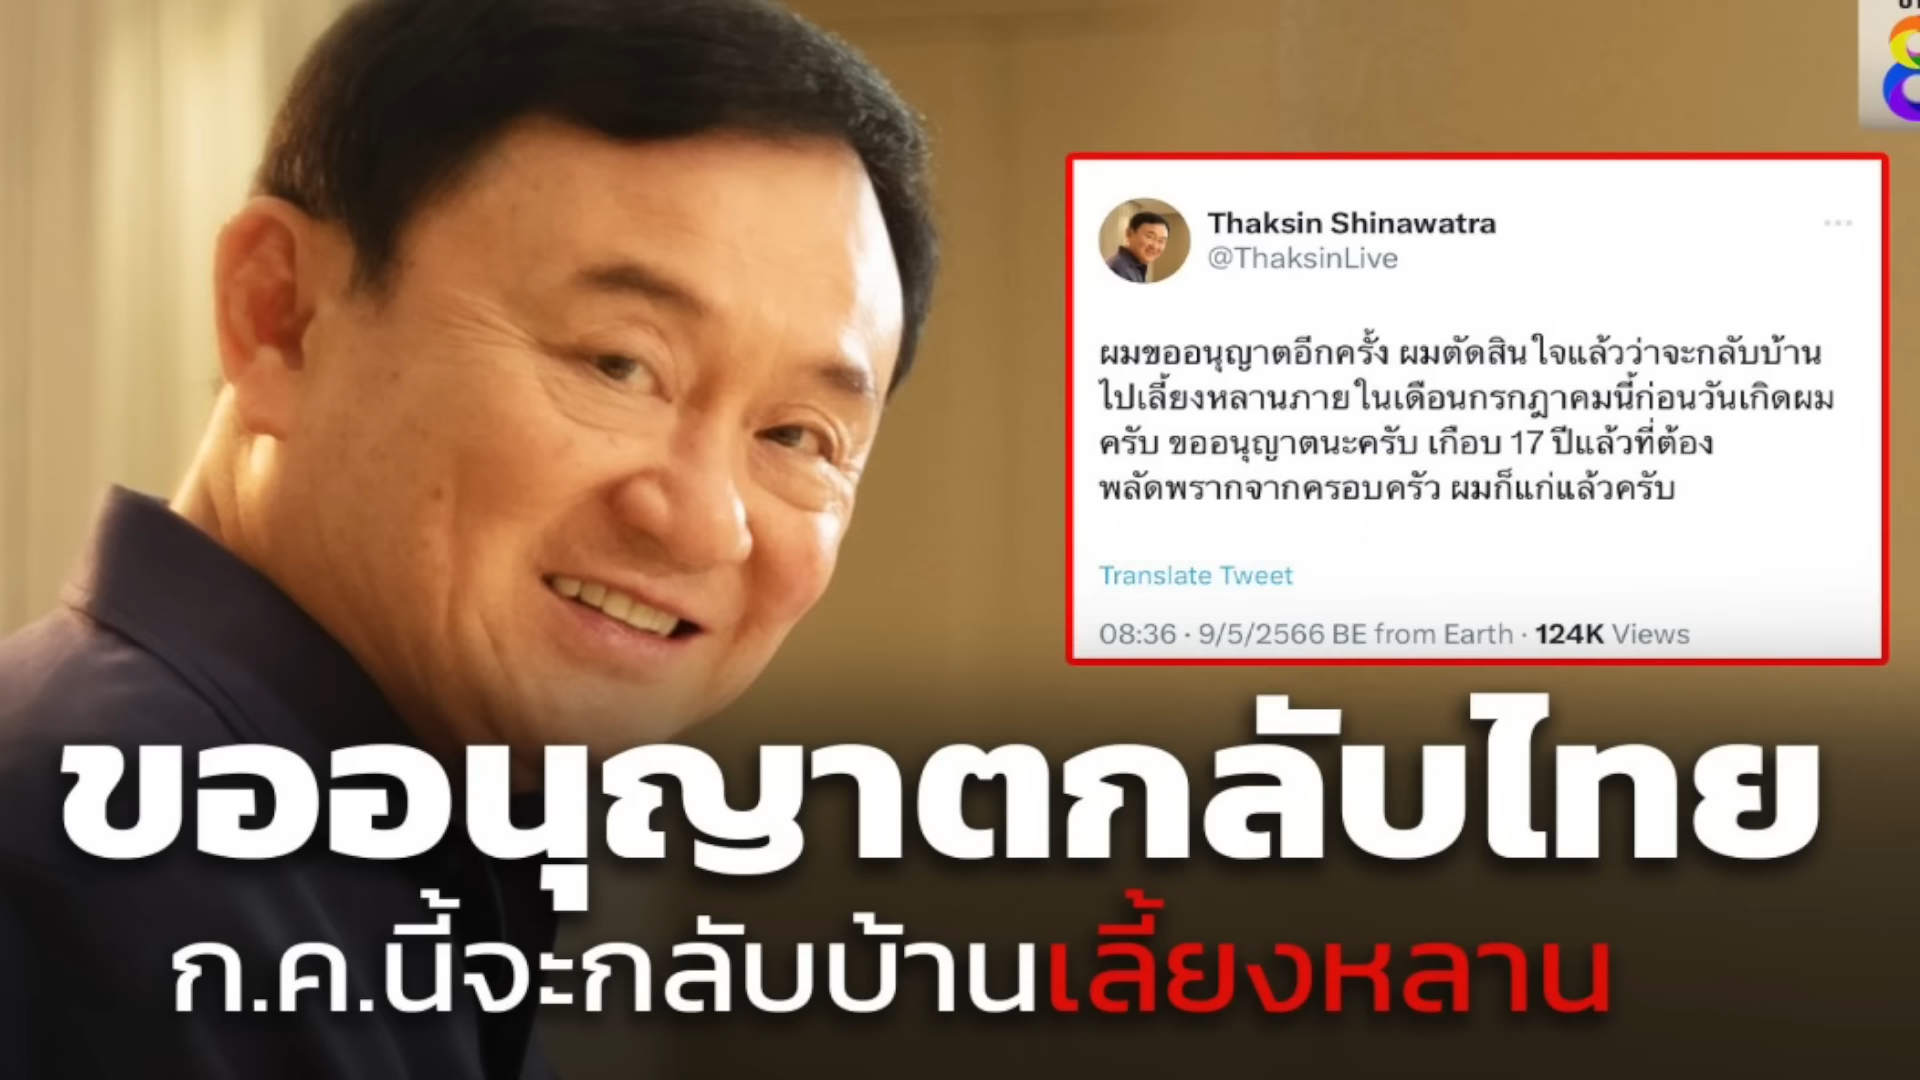 Thaksin Shinawatra
@ThaksinLive
ผมขออนุญาตอีกครั้ง ผมตัดสินใจแล้วว่าจะกลับบ้าน
ไปเลี้ยงหลานภายในเดือนกรกฎาคมนี้ก่อนวันเกิดผม
ครับ ขออนุญาตนะครับ เกือบ 17 ปีแล้วที่ต้อง
พลัดพรากจากครอบครัว ผมก็แก่แล้วครับ
Translate Tweet
08:36 · 9/5/2566 BE from Earth · 124K Views
ขออนุญาตกลับไทย
ก.ค.นี้จะกลับบ้านเลี้ยงหลาน